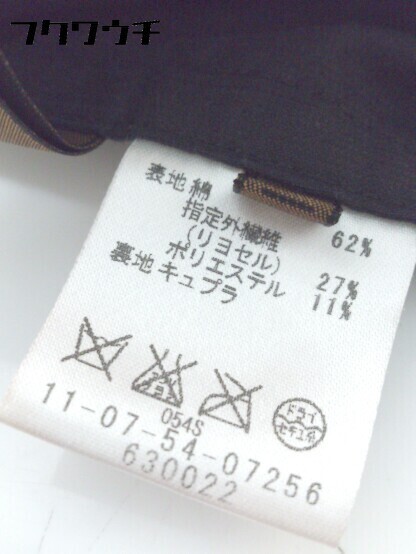 フクワウチ
表地 綿 62%
指定外繊維
(リヨセル) 27%
ポリエステル 11%
裏地 キュプラ
ドライ
セキユ系
054S
11-07-54-07256
630022